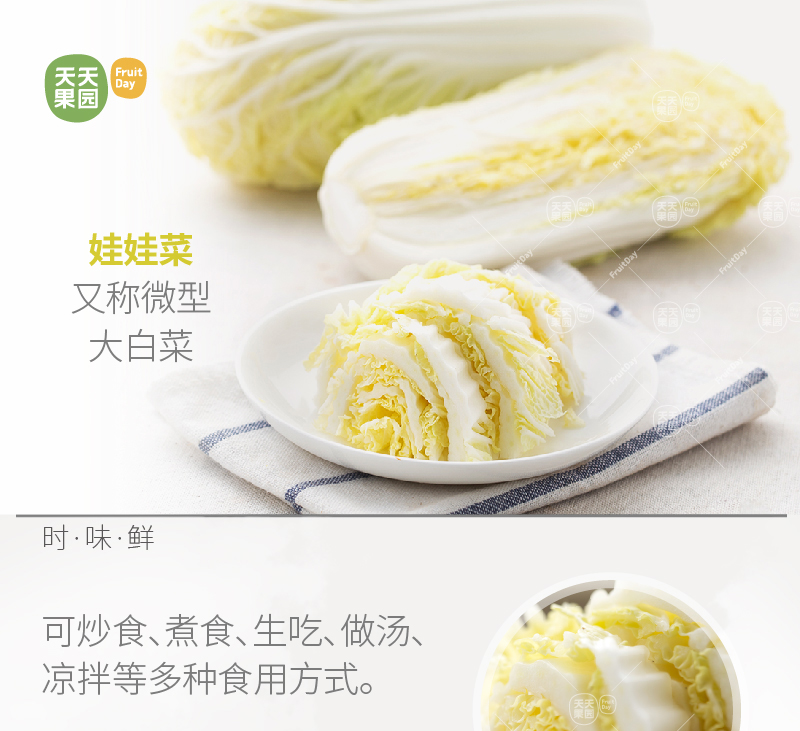 天天
果园
Fruit
Day
娃娃菜
又称微型
大白菜
时·味·鲜
可炒食、煮食、生吃、做汤、
凉拌等多种食用方式。